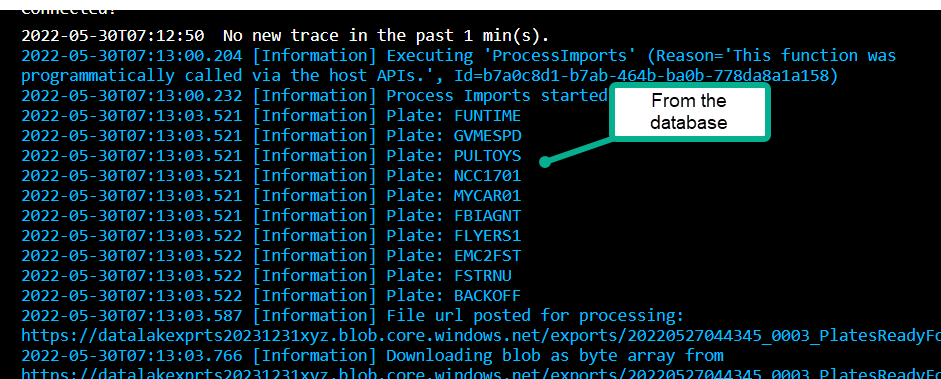 Connected!
2022-05-30T07:12:50 No new trace in the past 1 min(s).
2022-05-30T07:13:00.204 [Information] Executing 'ProcessImports' (Reason='This function was
programmatically called via the host APIs.', Id=b7a0c8d1-b7ab-464b-ba0b-778da8a1a158)
2022-05-30T07:13:00.232 [Information] Process Imports started
From the
database
2022-05-30T07:13:03.521 [Information] Plate: FUNTIME
2022-05-30T07:13:03.521 [Information] Plate: GVMESPD
2022-05-30T07:13:03.521 [Information] Plate: PULTOYS
2022-05-30T07:13:03.521 [Information] Plate: NCC1701
2022-05-30T07:13:03.521 [Information] Plate: MYCAR01
2022-05-30T07:13:03.521 [Information] Plate: FBIAGNT
2022-05-30T07:13:03.522 [Information] Plate: FLYERS1
2022-05-30T07:13:03.522 [Information] Plate: EMC2FST
2022-05-30T07:13:03.522 [Information] Plate: FSTRNU
2022-05-30T07:13:03.522 [Information] Plate: BACKOFF
2022-05-30T07:13:03.587 [Information] File url posted for processing:
https://datalakexprts20231231xyz.blob.core.windows.net/exports/20220527044345_0003_PlatesReadyFo
2022-05-30T07:13:03.766 [Information] Downloading blob as byte array from
https://datalakexprts20231231xyz.blob.core.windows.net/exports/20220527044345_0003_PlatesReadyFo